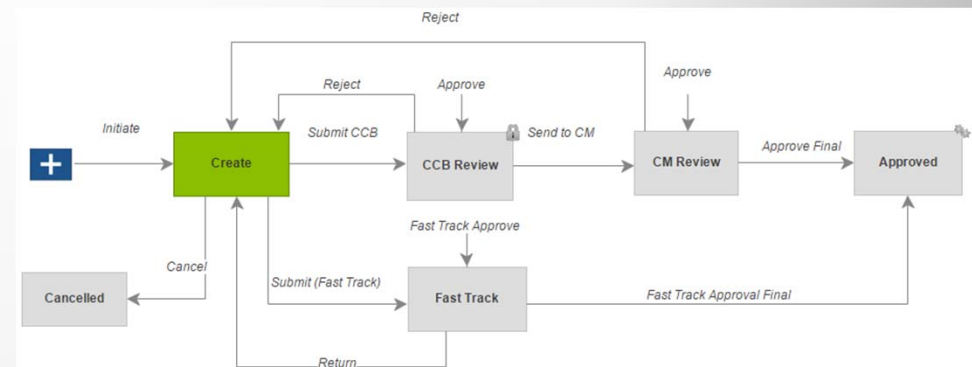 Reject
Reject
Approve
Approve
Initiate
Submit CCB
Send to CM
Approve Final
Create
CCB Review
CM Review
Approved
Fast Track Approve
Cancel
Submit (Fast Track)
Cancelled
Fast Track
Fast Track Approval Final
Return